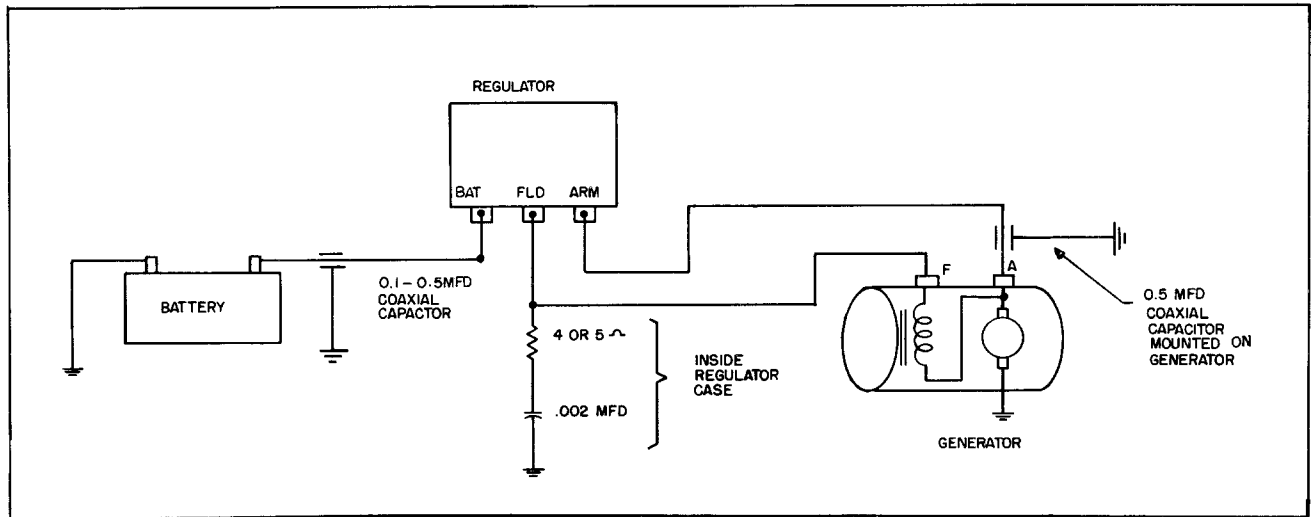 REGULATOR
BAT FLD ARM
BATTERY
0.1-0.5MFD
COAXIAL
CAPACTOR
4 OR 5 Ω
.002 MFD
INSIDE
REGULATOR
CASE
F
A
GENERATOR
0.5 MFD
COAXIAL
CAPACITOR
MOUNTED ON
GENERATOR